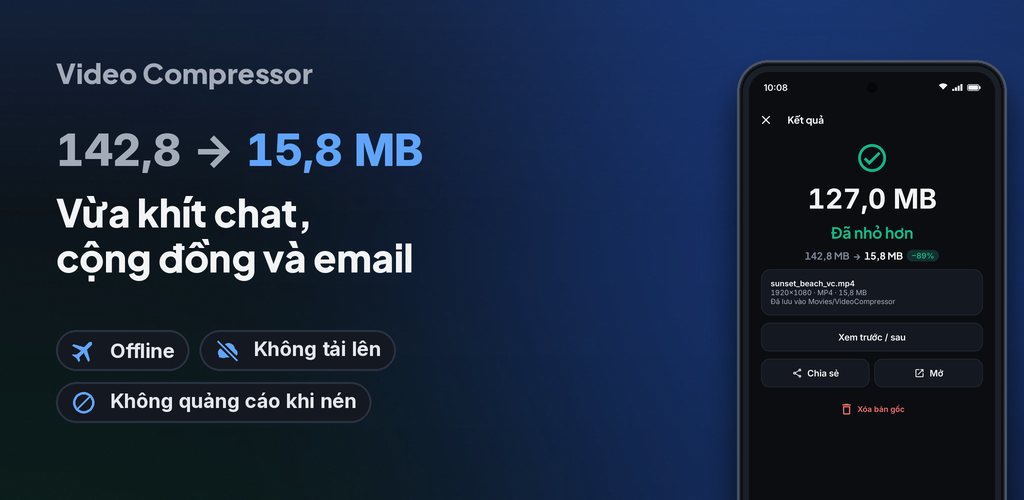 Video Compressor
142,8 → 15,8 MB
Vừa khít chat,
cộng đồng và email
Offline
Không tải lên
Không quảng cáo khi nén
10:08
Kết quả
127,0 MB
Đã nhỏ hơn
142,8 MB → 15,8 MB −89%
sunset_beach_vc.mp4
1920×1080 · MP4 · 15,8 MB
Đã lưu vào Movies/VideoCompressor
Xem trước / sau
Chia sẻ
Mở
Xóa bản gốc